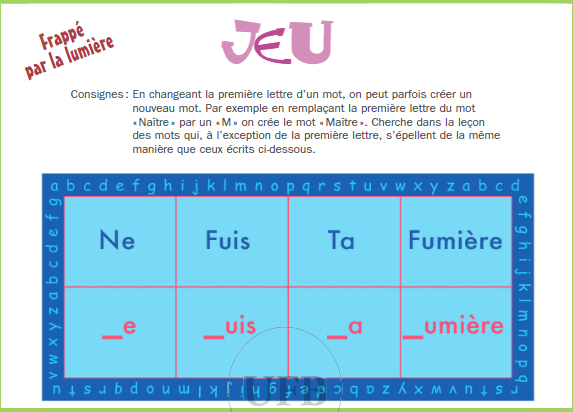 Frappé
par la lumière
JEU
Consignes : En changeant la première lettre d'un mot, on peut parfois créer un
nouveau mot. Par exemple en remplaçant la première lettre du mot
«Naître» par un «M» on crée le mot «Maître». Cherche dans la leçon
des mots qui, à l'exception de la première lettre, s'épellent de la même
manière que ceux écrits ci-dessous.
a b c d e f g h i j k l m n o p q r s t u v w x y z a b c d
e f g h i j k l m n o p q
Ne Fuis Ta Fumière
_e _uis _a _umière
r s t u v w x y z a b c d e f g h i j k l m n o p q r s t u
v w x y z a b c d e f g
UFB